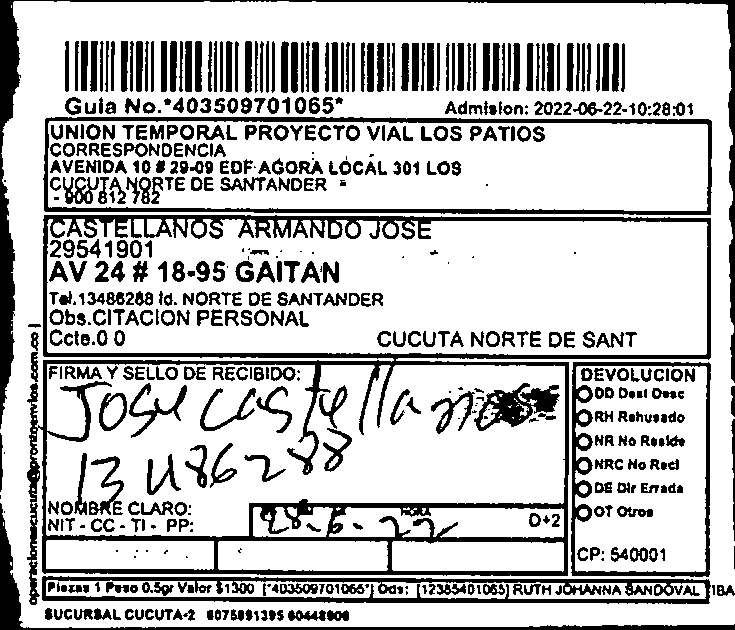 Guia No.*403509701065*
Admision: 2022-06-22-10:28:01
UNION TEMPORAL PROYECTO VIAL LOS PATIOS
CORRESPONDENCIA
AVENIDA 10 # 29-09 EDF AGORA LOCAL 301 LOS
CUCUTA NORTE DE SANTANDER
- 900 812 782
CASTELLANOS ARMANDO JOSE
29541901
AV 24 # 18-95 GAITAN
Tel.13486288 Id. NORTE DE SANTANDER
Obs.CITACION PERSONAL
Ccte.0 0
CUCUTA NORTE DE SANT
FIRMA Y SELLO DE RECIBIDO:
Jose castellanos
13486288
NOMBRE CLARO:
NIT - CC - TI - PP:
HORA
28-6-22
D+2
DEVOLUCION
DD Desl Desc
RH Rehusado
NR No Reside
NRC No Recl
DE Dir Errada
OT Otros
CP: 540001
operacionescucuta@prontoenvios.com.co
Piezas 1 Peso 0.5gr Valor $1300 [*403509701065*] Ods: [12385401065] RUTH JOHANNA SANDOVAL
SUCURSAL CUCUTA-2